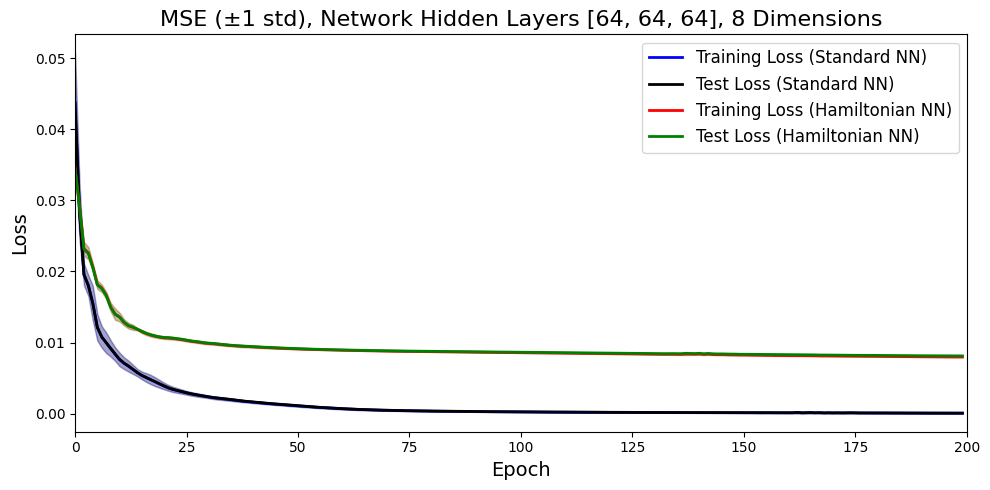 MSE (±1 std), Network Hidden Layers [64, 64, 64], 8 Dimensions
Training Loss (Standard NN)
Test Loss (Standard NN)
Training Loss (Hamiltonian NN)
Test Loss (Hamiltonian NN)
Loss
0.05
0.04
0.03
0.02
0.01
0.00
0 25 50 75 100 125 150 175 200
Epoch